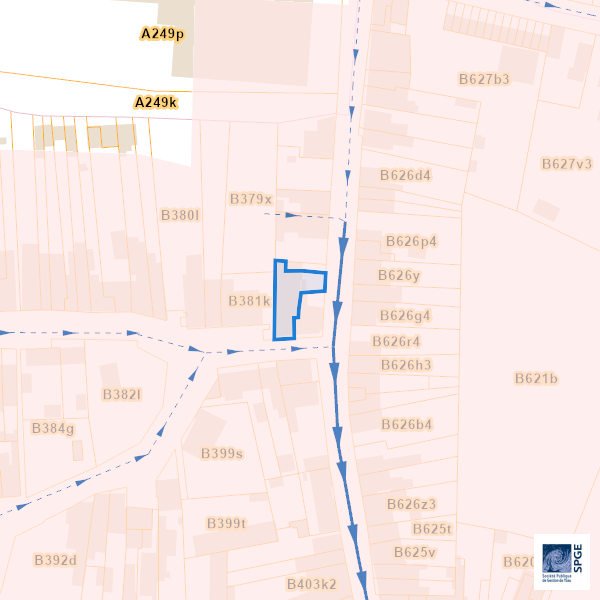 A249p
B627b3
A249k
B627v3
B626d4
B379x
B380l
B626p4
B626y
B381k
B626g4
B626r4
B626h3
B621b
B382l
B626b4
B384g
B399s
B626z3
B399t
B625t
B625v
B392d
B620
B403k2
SPGE
Société Publique
de Gestion de l'Eau